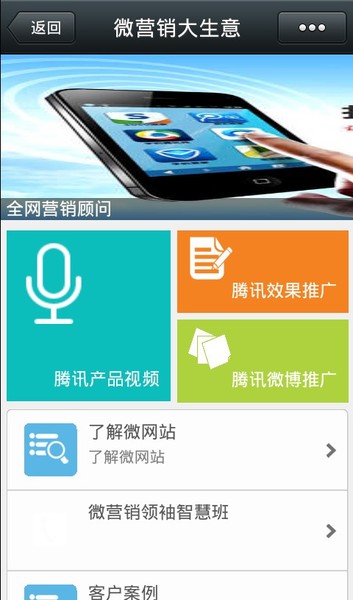 返回
微营销大生意
全网营销顾问
腾讯产品视频
腾讯效果推广
腾讯微博推广
了解微网站
了解微网站
微营销领袖智慧班
客户案例